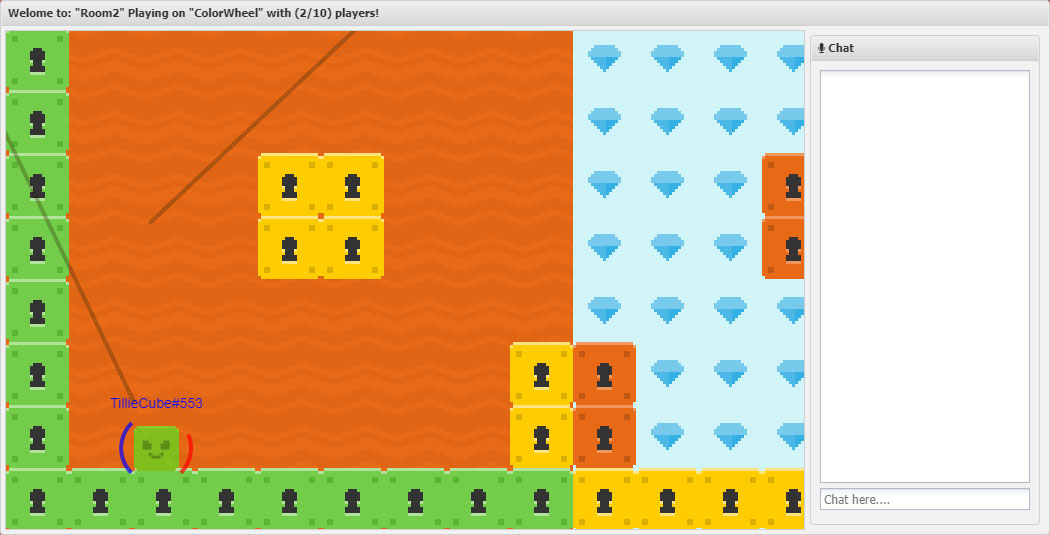 Welome to: "Room2" Playing on "ColorWheel" with (2/10) players!
Chat
TillieCube#553
Chat here....